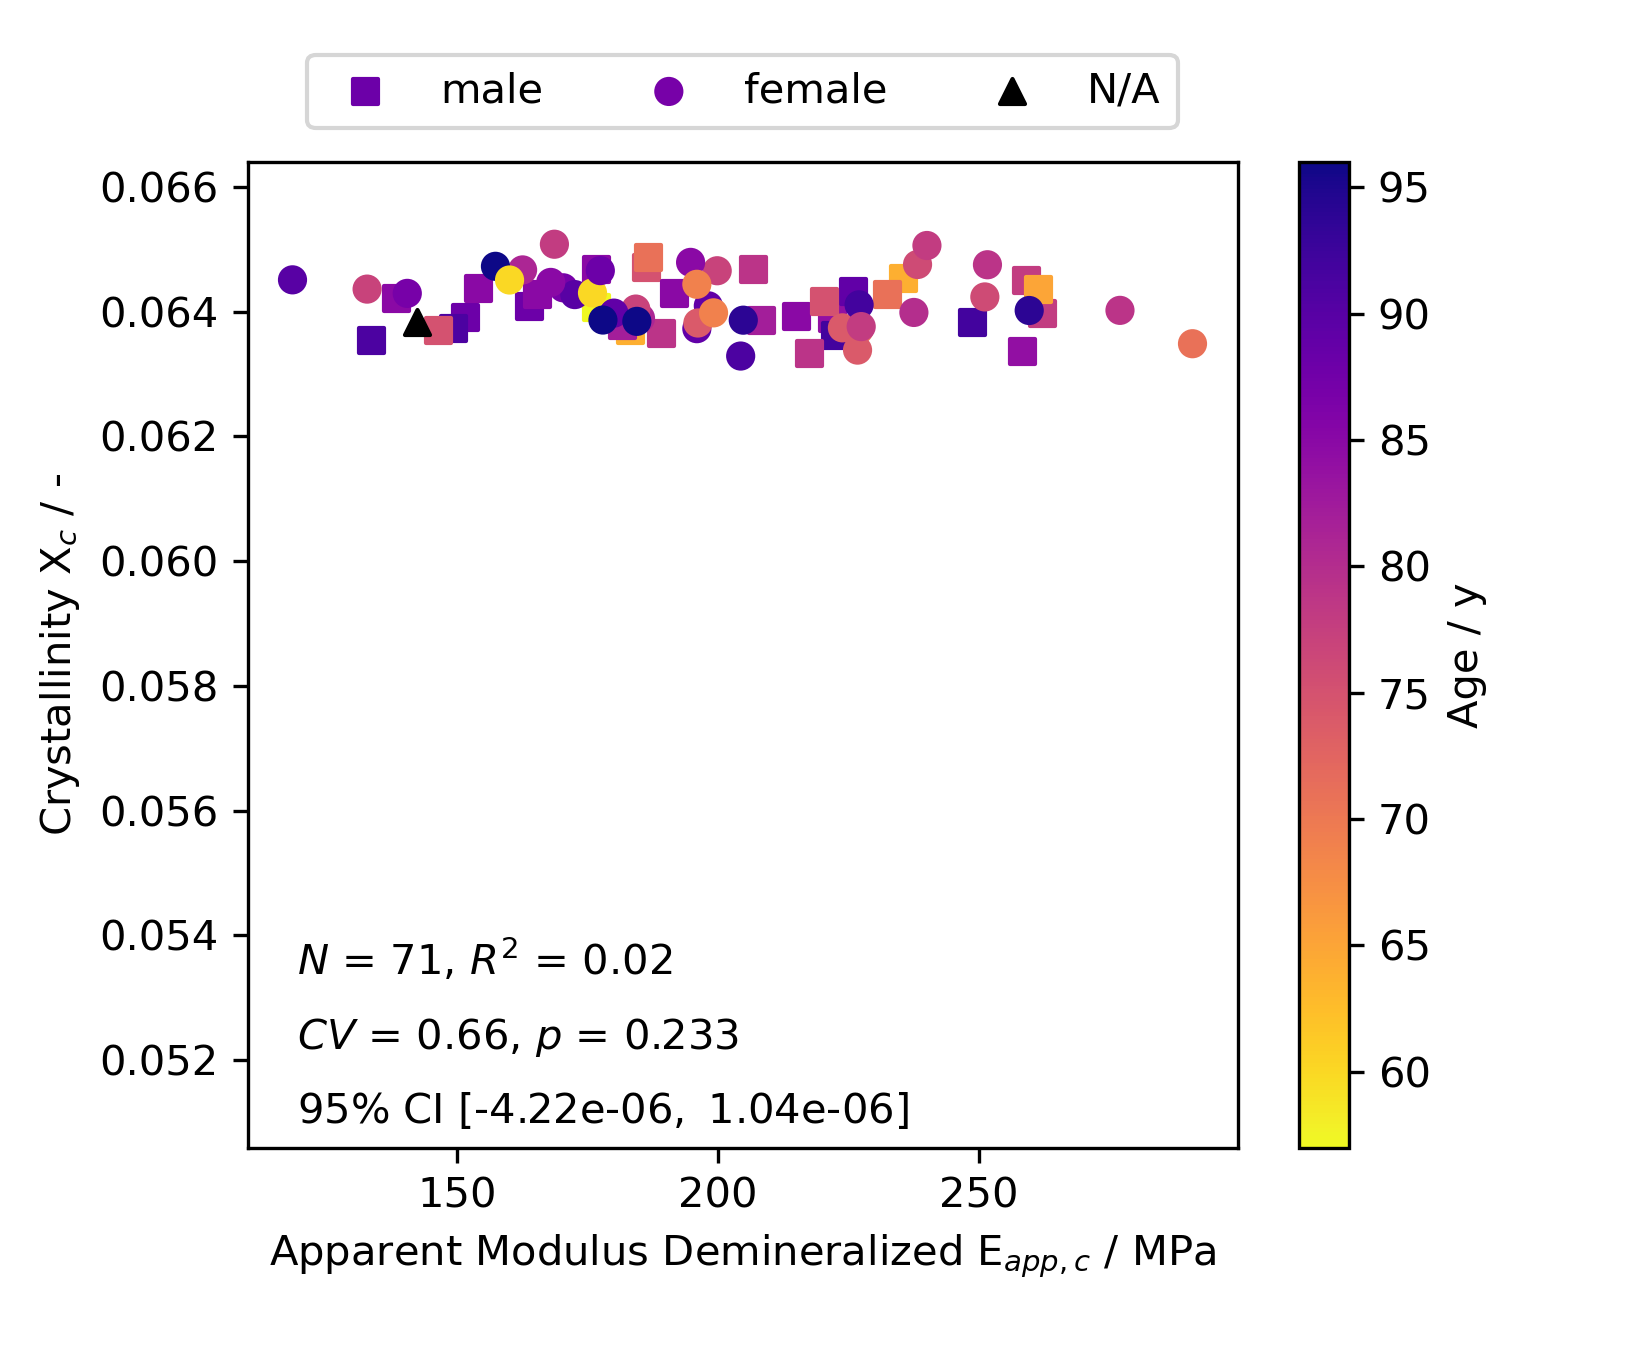 male female N/A
0.066
0.064
0.062
0.060
0.058
0.056
0.054
0.052
Crystallinity X_c / -
N = 71, R² = 0.02
CV = 0.66, p = 0.233
95% CI [-4.22e-06, 1.04e-06]
150 200 250
Apparent Modulus Demineralized E_app,c / MPa
95
90
85
80
75
70
65
60
Age / y